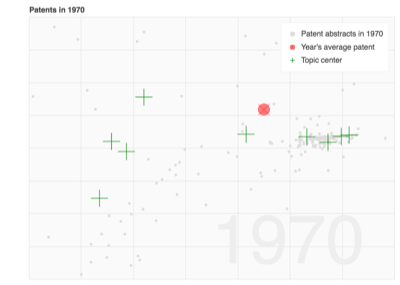 Patents in 1970
Patent abstracts in 1970
Year's average patent
Topic center
1970